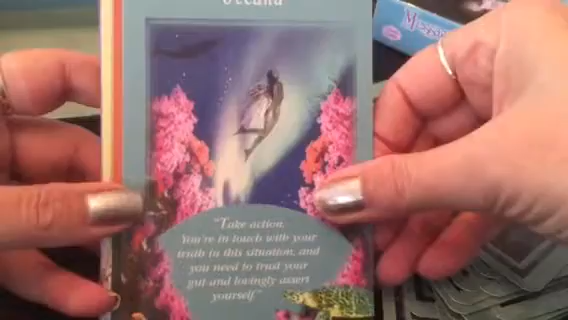 Oceana
"Take action.
You're in touch with your
truth in this situation, and
you need to trust your
gut and lovingly assert
yourself"